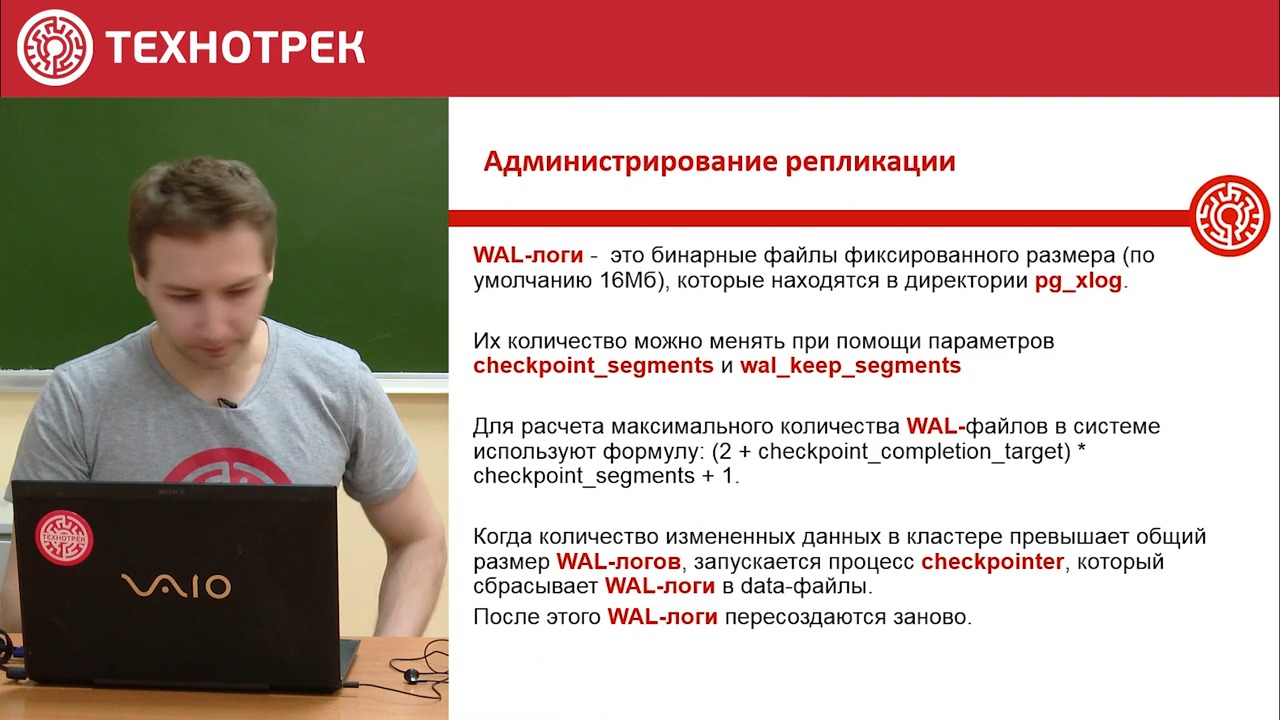 ТЕХНОТРЕК
Администрирование репликации
WAL-логи - это бинарные файлы фиксированного размера (по
умолчанию 16Мб), которые находятся в директории pg_xlog.
Их количество можно менять при помощи параметров
checkpoint_segments и wal_keep_segments
Для расчета максимального количества WAL-файлов в системе
используют формулу: (2 + checkpoint_completion_target) *
checkpoint_segments + 1.
Когда количество измененных данных в кластере превышает общий
размер WAL-логов, запускается процесс checkpointer, который
сбрасывает WAL-логи в data-файлы.
После этого WAL-логи пересоздаются заново.
SONY
ТЕХНОТРЕК
VAIO